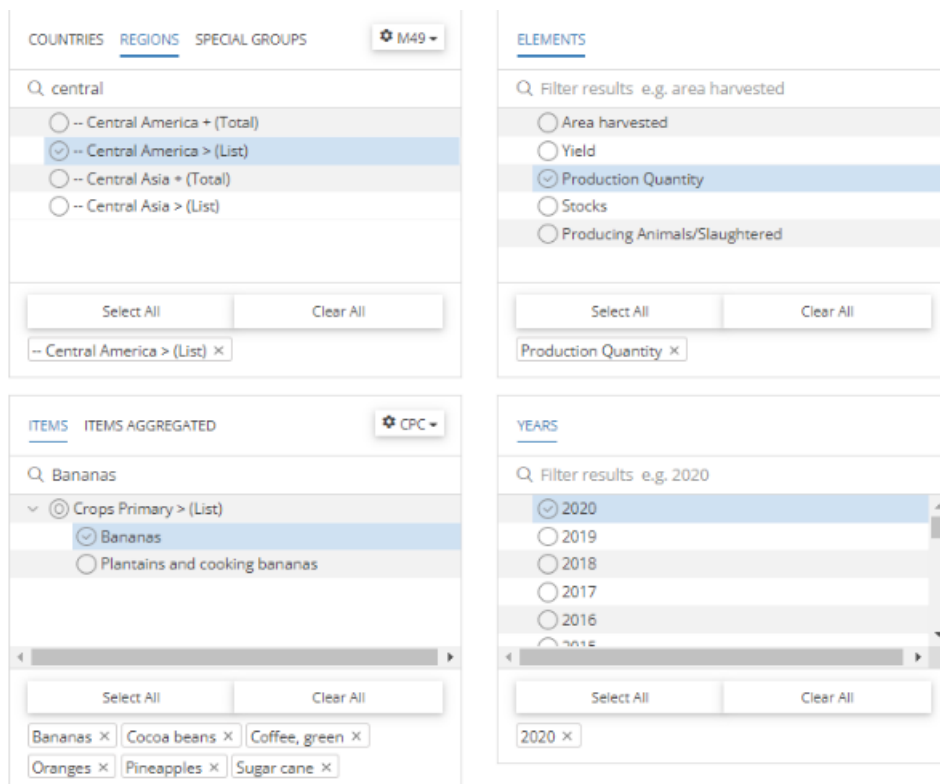 COUNTRIES REGIONS SPECIAL GROUPS M49
central
-- Central America + (Total)
-- Central America > (List)
-- Central Asia + (Total)
-- Central Asia > (List)
Select All Clear All
-- Central America > (List) ×
ELEMENTS
Filter results e.g. area harvested
Area harvested
Yield
Production Quantity
Stocks
Producing Animals/Slaughtered
Select All Clear All
Production Quantity ×
ITEMS ITEMS AGGREGATED CPC
Bananas
Crops Primary > (List)
Bananas
Plantains and cooking bananas
Select All Clear All
Bananas × Cocoa beans × Coffee, green ×
Oranges × Pineapples × Sugar cane ×
YEARS
Filter results e.g. 2020
2020
2019
2018
2017
2016
2015
Select All Clear All
2020 ×